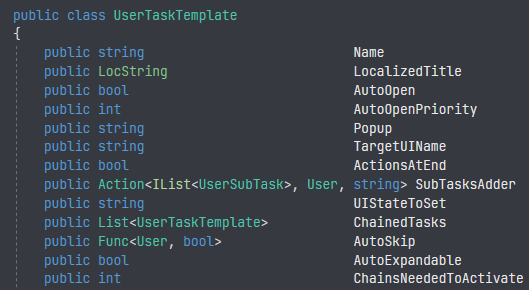 public class UserTaskTemplate
{
public string Name
public LocString LocalizedTitle
public bool AutoOpen
public int AutoOpenPriority
public string Popup
public string TargetUIName
public bool ActionsAtEnd
public Action<IList<UserSubTask>, User, string> SubTasksAdder
public string UIStateToSet
public List<UserTaskTemplate> ChainedTasks
public Func<User, bool> AutoSkip
public bool AutoExpandable
public int ChainsNeededToActivate